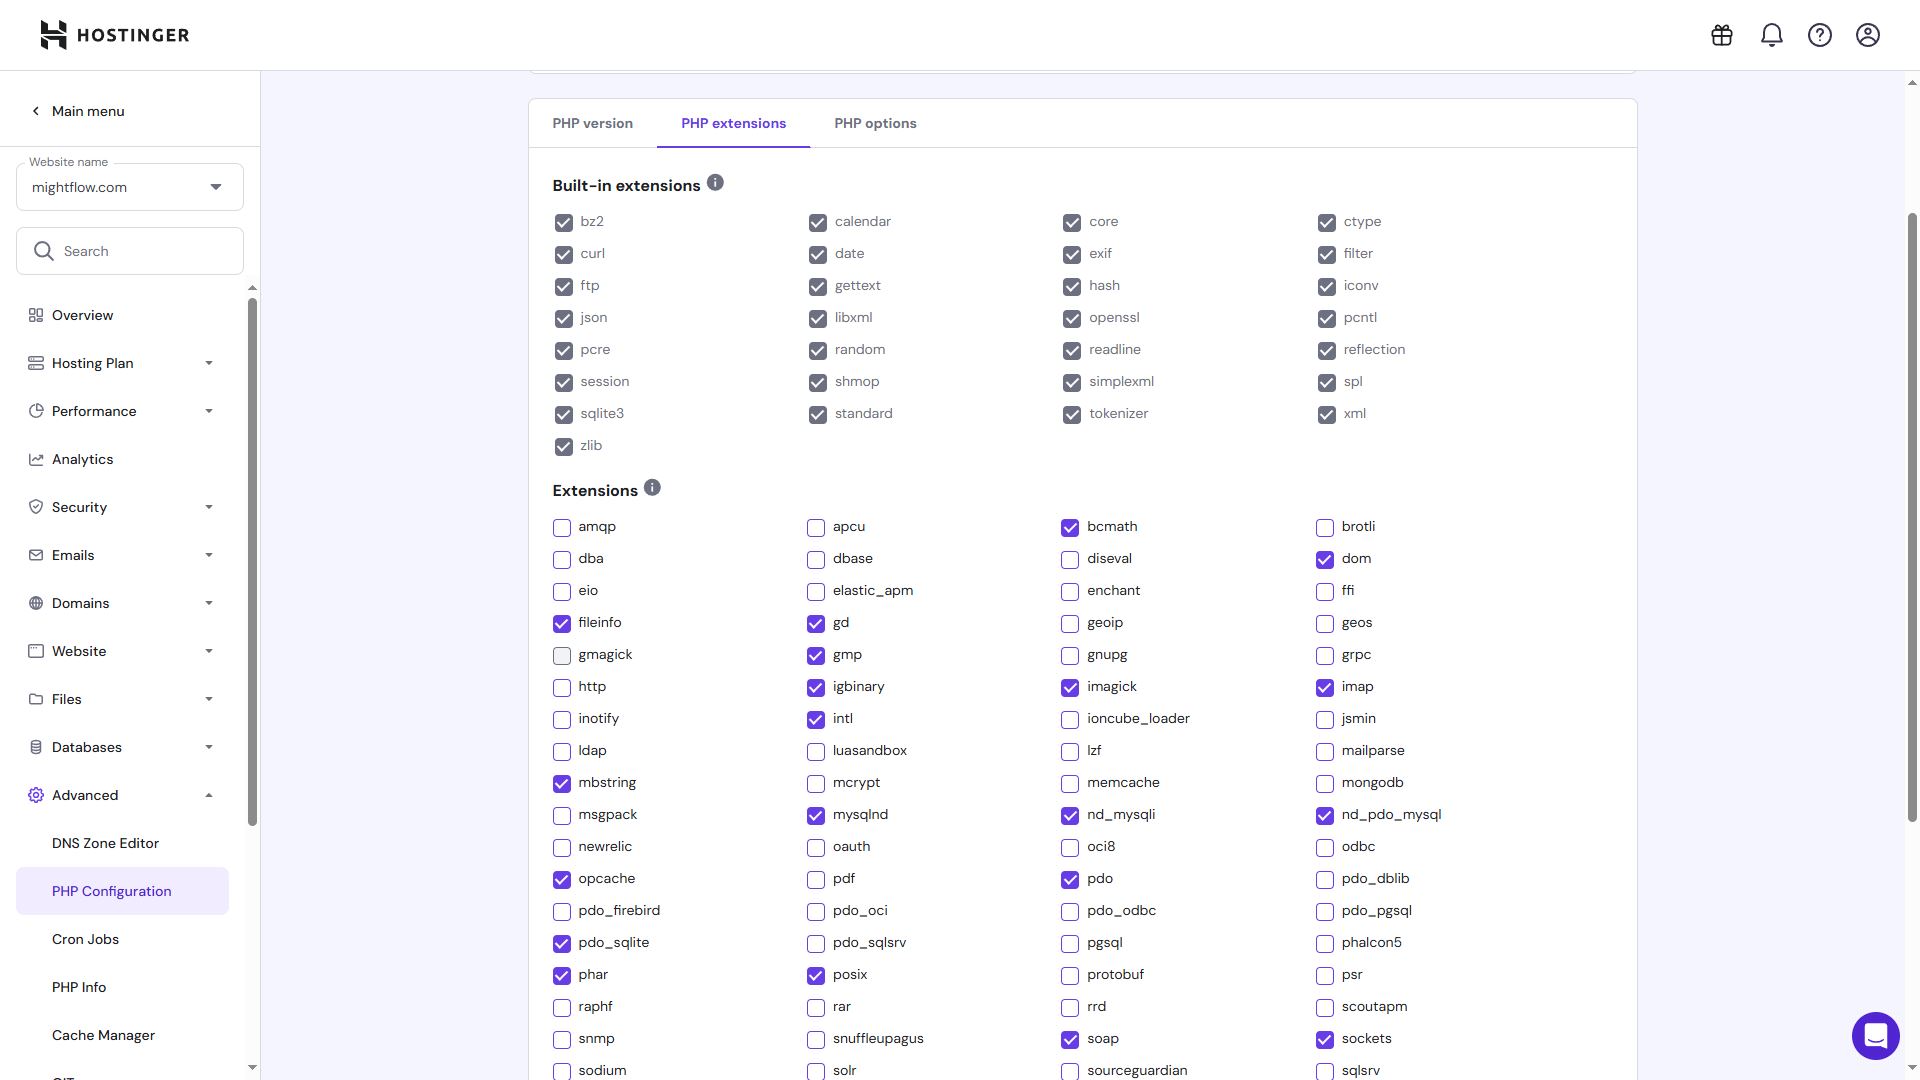 HOSTINGER
Main menu
Website name
mightflow.com
Search
Overview
Hosting Plan
Performance
Analytics
Security
Emails
Domains
Website
Files
Databases
Advanced
DNS Zone Editor
PHP Configuration
Cron Jobs
PHP Info
Cache Manager
PHP version PHP extensions PHP options
Built-in extensions
bz2 calendar core ctype
curl date exif filter
ftp gettext hash iconv
json libxml openssl pcntl
pcre random readline reflection
session shmop simplexml spl
sqlite3 standard tokenizer xml
zlib
Extensions
amqp apcu bcmath brotli
dba dbase diseval dom
eio elastic_apm enchant ffi
fileinfo gd geoip geos
gmagick gmp gnupg grpc
http igbinary imagick imap
inotify intl ioncube_loader jsmin
ldap luasandbox lzf mailparse
mbstring mcrypt memcache mongodb
msgpack mysqlnd nd_mysqli nd_pdo_mysql
newrelic oauth oci8 odbc
opcache pdf pdo pdo_dblib
pdo_firebird pdo_oci pdo_odbc pdo_pgsql
pdo_sqlite pdo_sqlsrv pgsql phalcon5
phar posix protobuf psr
raphf rar rrd scoutapm
snmp snuffleupagus soap sockets
sodium solr sourceguardian sqlsrv